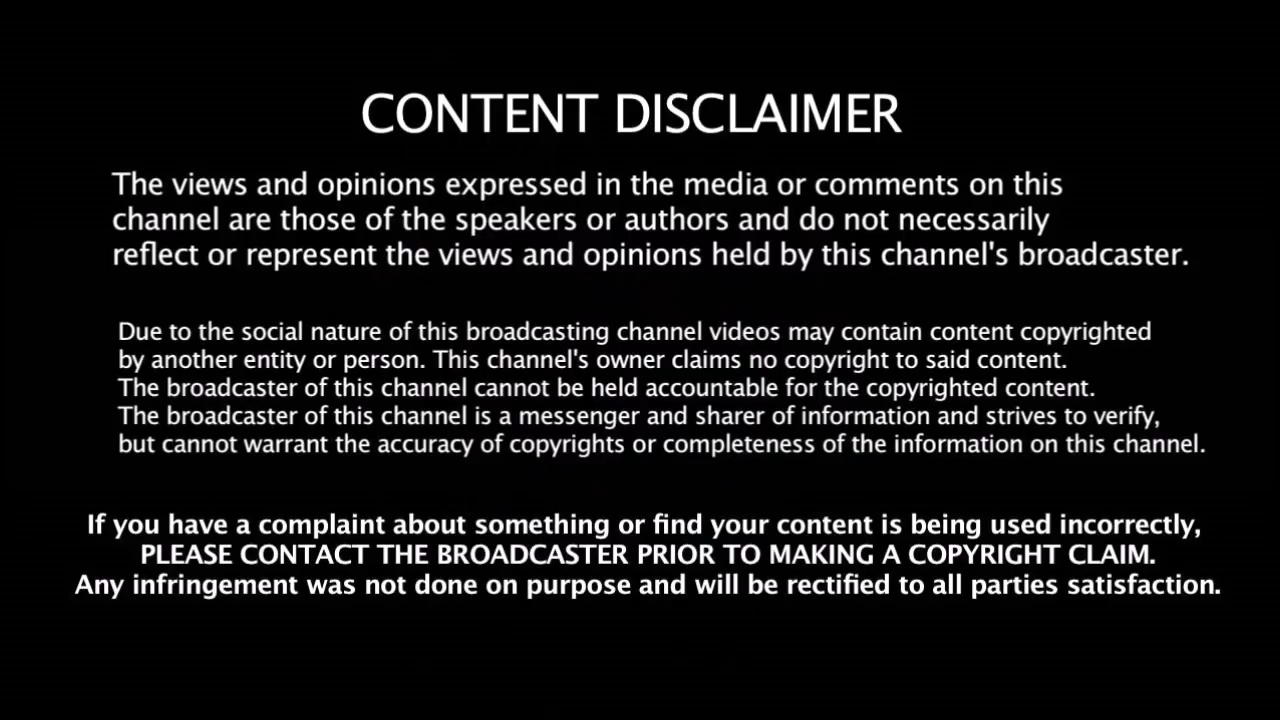 CONTENT DISCLAIMER
The views and opinions expressed in the media or comments on this
channel are those of the speakers or authors and do not necessarily
reflect or represent the views and opinions held by this channel's broadcaster.
Due to the social nature of this broadcasting channel videos may contain content copyrighted
by another entity or person. This channel's owner claims no copyright to said content.
The broadcaster of this channel cannot be held accountable for the copyrighted content.
The broadcaster of this channel is a messenger and sharer of information and strives to verify,
but cannot warrant the accuracy of copyrights or completeness of the information on this channel.
If you have a complaint about something or find your content is being used incorrectly,
PLEASE CONTACT THE BROADCASTER PRIOR TO MAKING A COPYRIGHT CLAIM.
Any infringement was not done on purpose and will be rectified to all parties satisfaction.